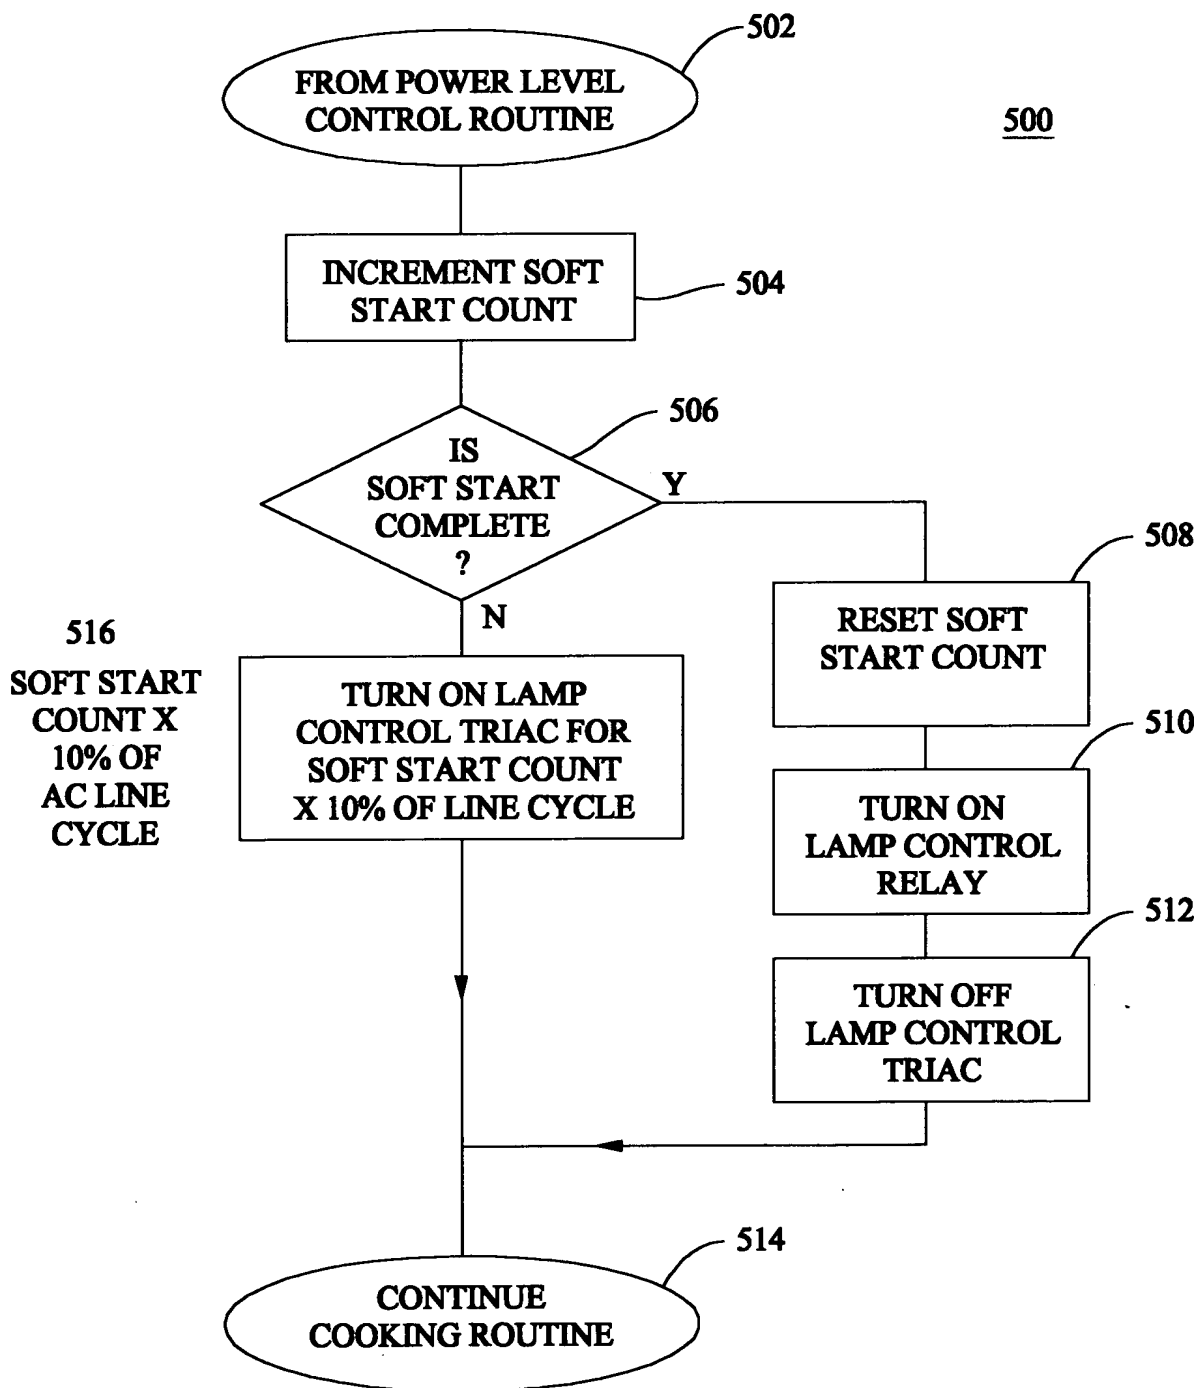 502
FROM POWER LEVEL
CONTROL ROUTINE
500
INCREMENT SOFT
START COUNT
504
506
IS
SOFT START
COMPLETE
?
Y
N
508
RESET SOFT
START COUNT
516
SOFT START
COUNT X
10% OF
AC LINE
CYCLE
TURN ON LAMP
CONTROL TRIAC FOR
SOFT START COUNT
X 10% OF LINE CYCLE
510
TURN ON
LAMP CONTROL
RELAY
512
TURN OFF
LAMP CONTROL
TRIAC
514
CONTINUE
COOKING ROUTINE